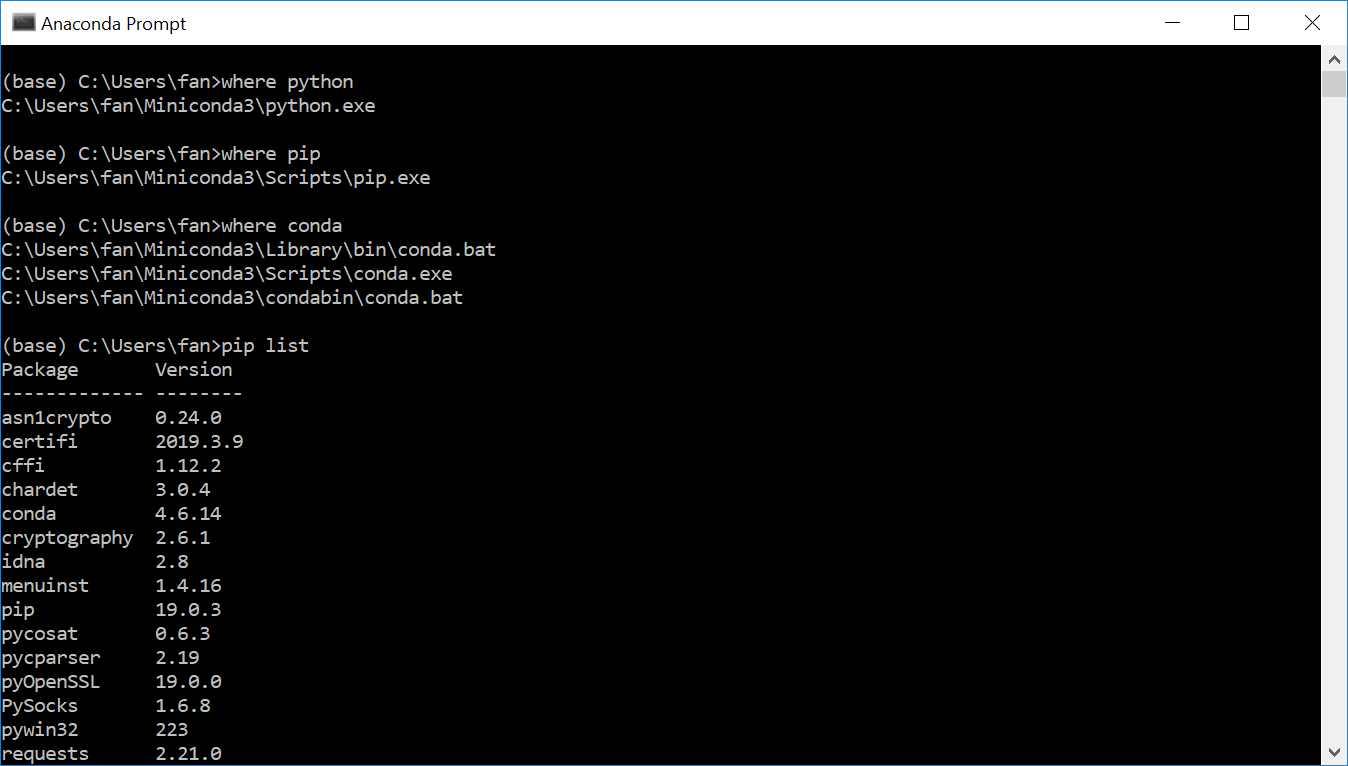 Anaconda Prompt
(base) C:\Users\fan>where python
C:\Users\fan\Miniconda3\python.exe
(base) C:\Users\fan>where pip
C:\Users\fan\Miniconda3\Scripts\pip.exe
(base) C:\Users\fan>where conda
C:\Users\fan\Miniconda3\Library\bin\conda.bat
C:\Users\fan\Miniconda3\Scripts\conda.exe
C:\Users\fan\Miniconda3\condabin\conda.bat
(base) C:\Users\fan>pip list
Package       Version
------------- --------
asn1crypto    0.24.0
certifi       2019.3.9
cffi          1.12.2
chardet       3.0.4
conda         4.6.14
cryptography  2.6.1
idna          2.8
menuinst      1.4.16
pip           19.0.3
pycosat       0.6.3
pycparser     2.19
pyOpenSSL     19.0.0
PySocks       1.6.8
pywin32       223
requests      2.21.0